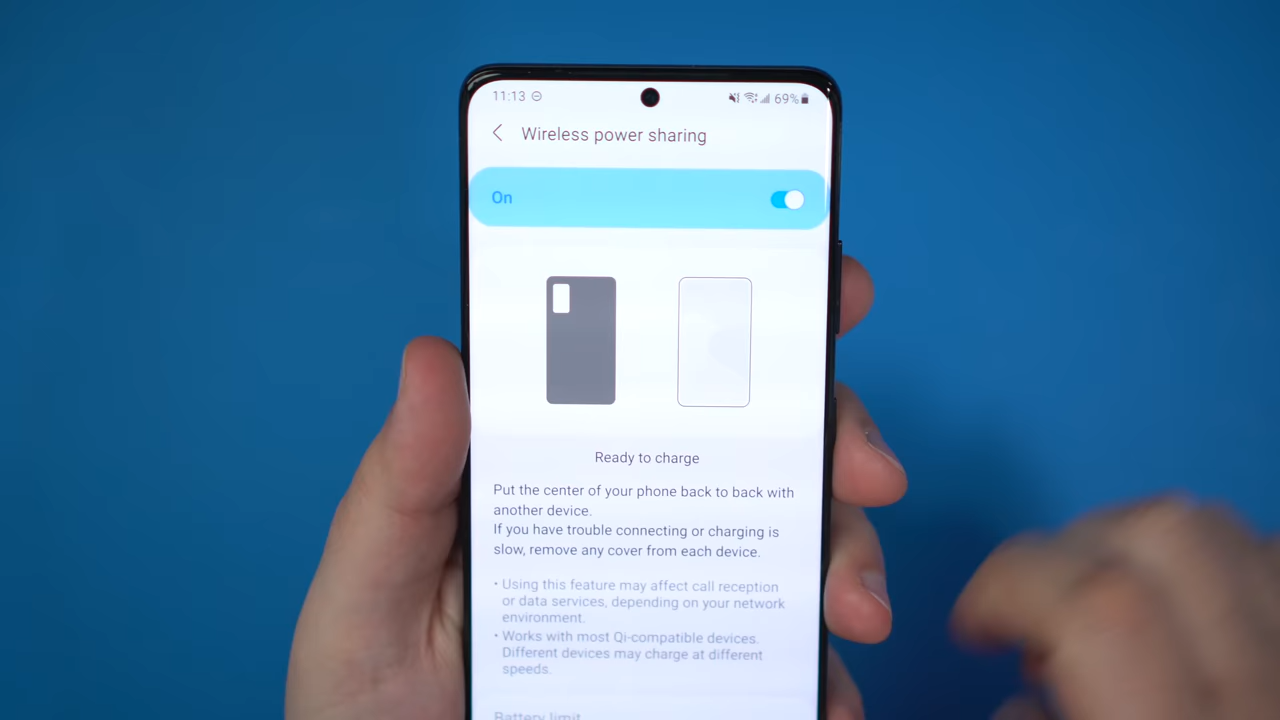 11:13
69%
Wireless power sharing
On
Ready to charge
Put the center of your phone back to back with
another device.
If you have trouble connecting or charging is
slow, remove any cover from each device.
• Using this feature may affect call reception
or data services, depending on your network
environment.
• Works with most Qi-compatible devices.
Different devices may charge at different
speeds.
Battery limit